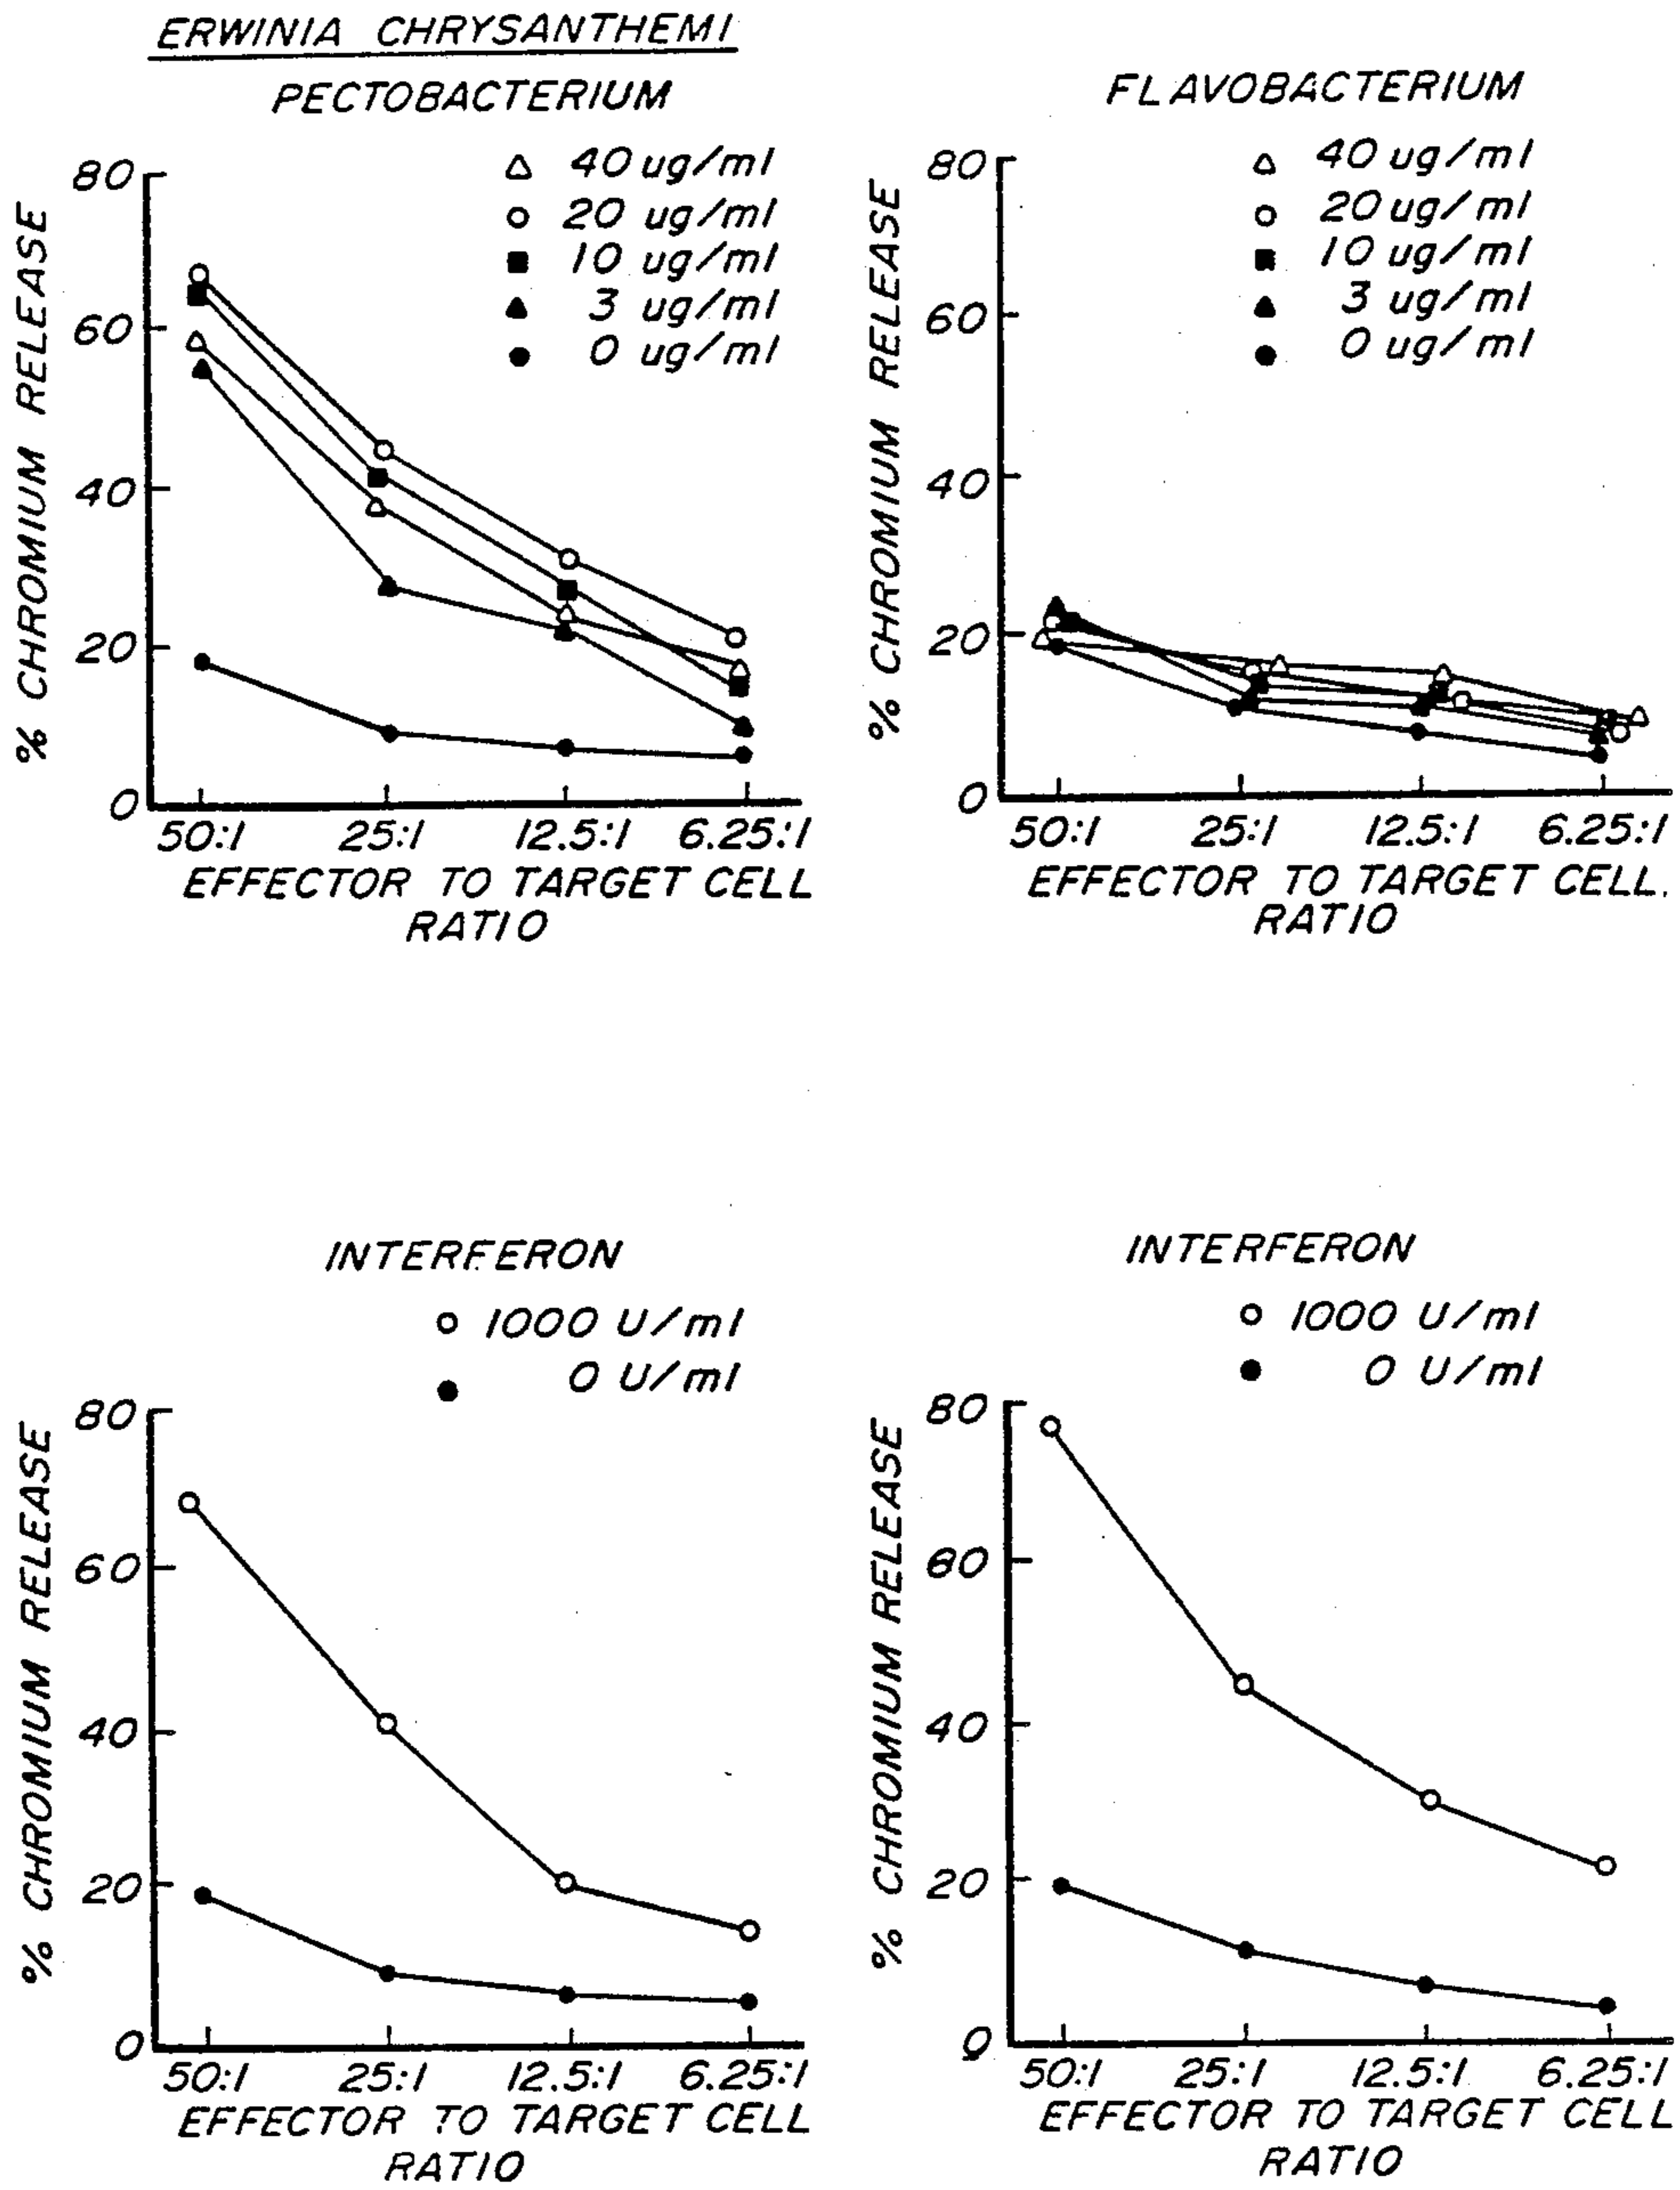 ERWINIA CHRYSANTHEMI
PECTOBACTERIUM
△ 40 ug/ml
○ 20 ug/ml
■ 10 ug/ml
▲ 3 ug/ml
● 0 ug/ml
% CHROMIUM RELEASE
80
60
40
20
0
50:1 25:1 12.5:1 6.25:1
EFFECTOR TO TARGET CELL
RATIO
FLAVOBACTERIUM
△ 40 ug/ml
○ 20 ug/ml
■ 10 ug/ml
▲ 3 ug/ml
● 0 ug/ml
% CHROMIUM RELEASE
80
60
40
20
0
50:1 25:1 12.5:1 6.25:1
EFFECTOR TO TARGET CELL.
RATIO
INTERFERON
○ 1000 U/ml
● 0 U/ml
% CHROMIUM RELEASE
80
60
40
20
0
50:1 25:1 12.5:1 6.25:1
EFFECTOR TO TARGET CELL
RATIO
INTERFERON
○ 1000 U/ml
● 0 U/ml
% CHROMIUM RELEASE
80
60
40
20
0
50:1 25:1 12.5:1 6.25:1
EFFECTOR TO TARGET CELL
RATIO